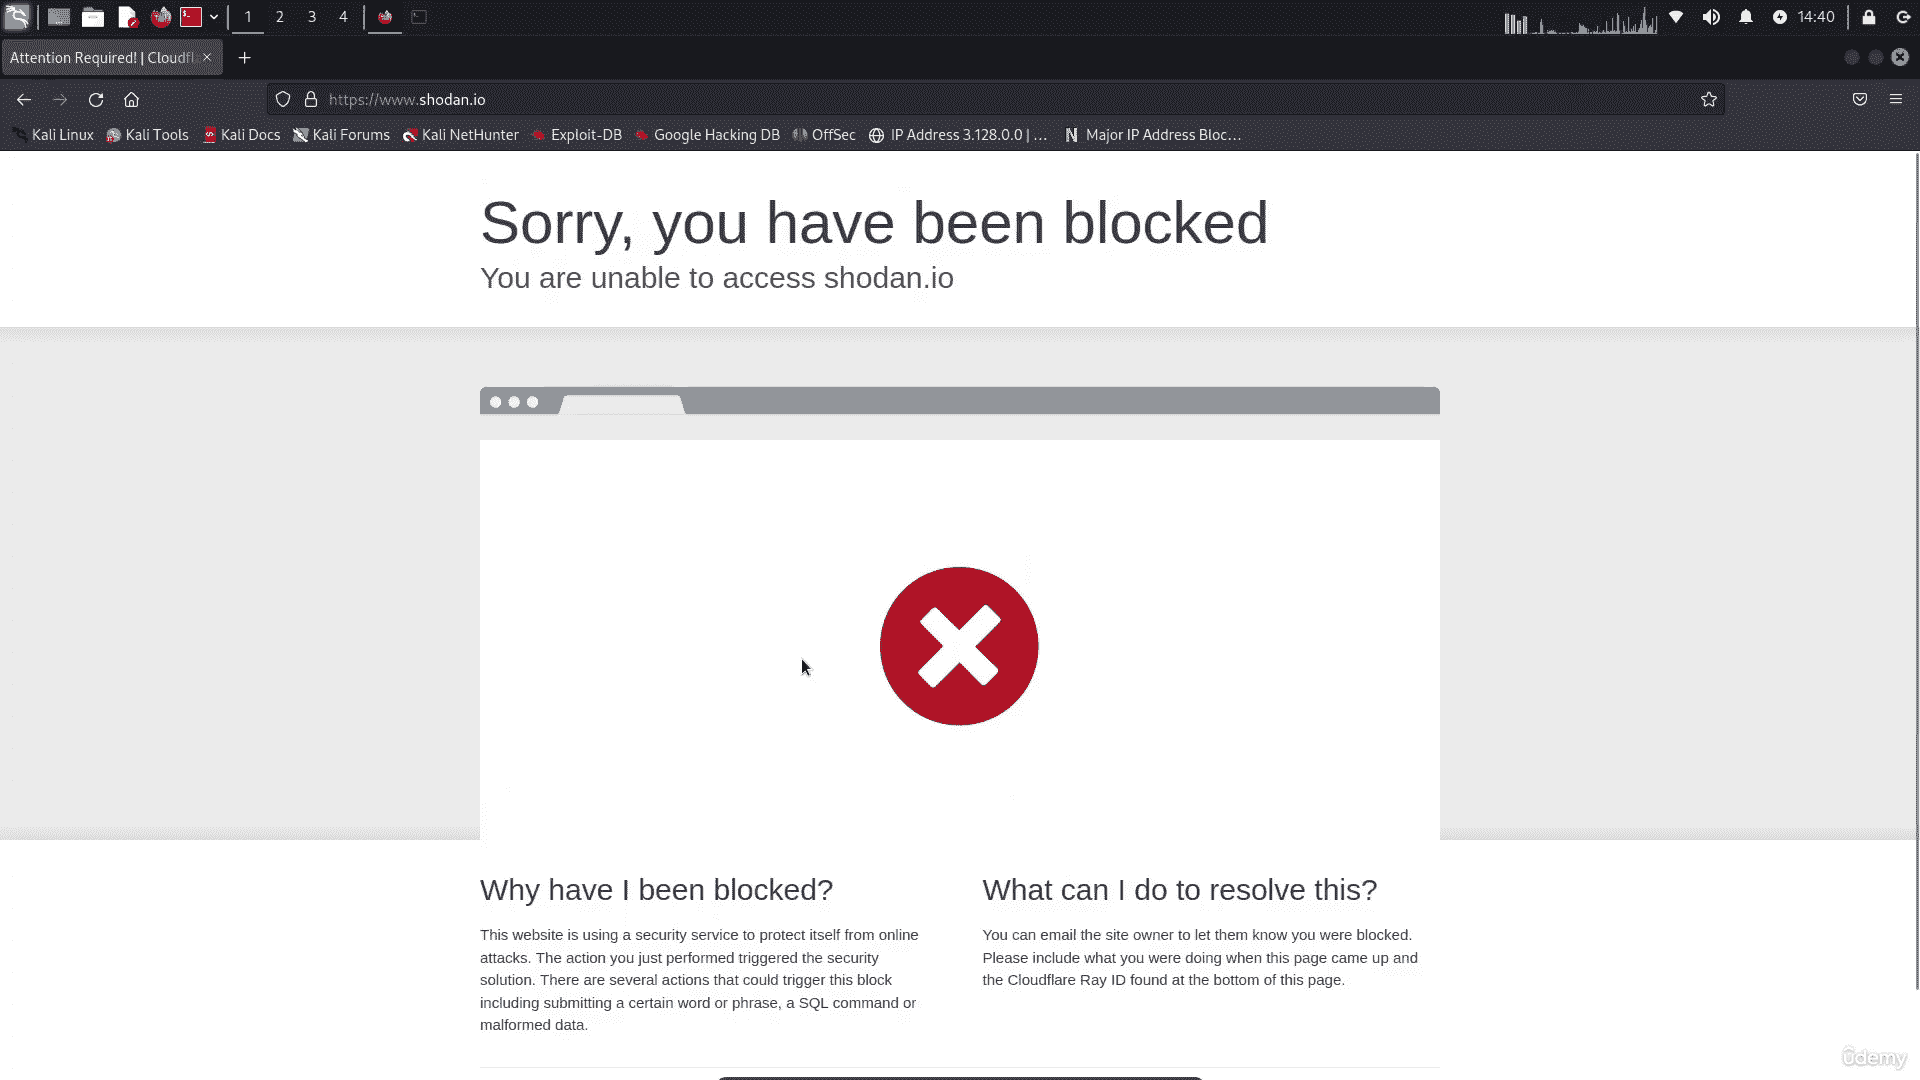 1 2 3 4 14:40
Attention Required! | Cloudfl
https://www.shodan.io
Kali Linux Kali Tools Kali Docs Kali Forums Kali NetHunter Exploit-DB Google Hacking DB OffSec IP Address 3.128.0.0 | ... Major IP Address Bloc...
Sorry, you have been blocked
You are unable to access shodan.io
Why have I been blocked?
This website is using a security service to protect itself from online
attacks. The action you just performed triggered the security
solution. There are several actions that could trigger this block
including submitting a certain word or phrase, a SQL command or
malformed data.
What can I do to resolve this?
You can email the site owner to let them know you were blocked.
Please include what you were doing when this page came up and
the Cloudflare Ray ID found at the bottom of this page.
ûdemy